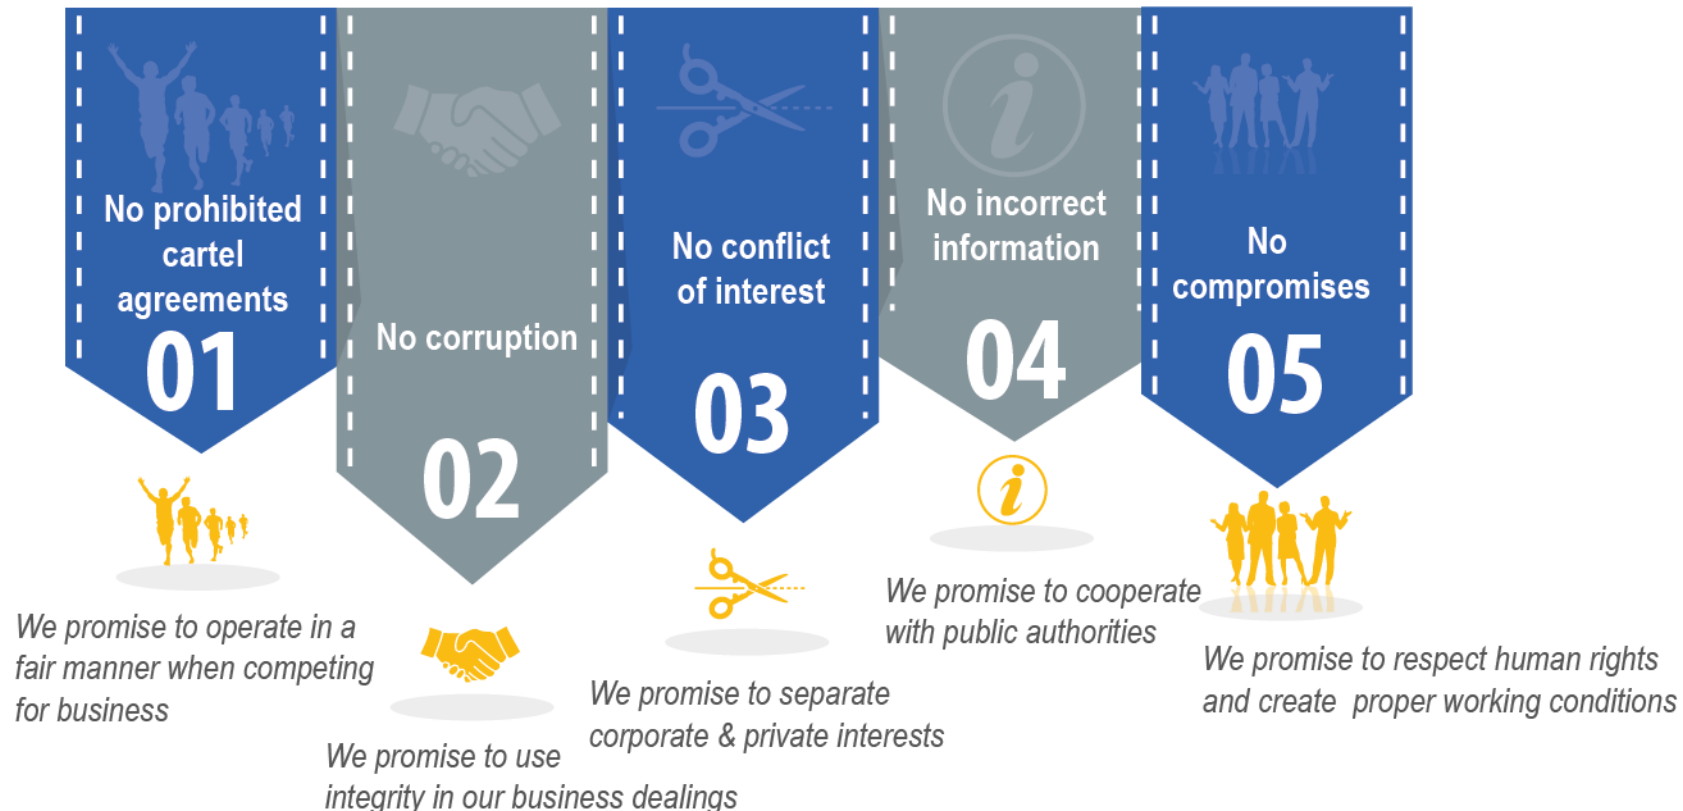 No prohibited
cartel
agreements
01
We promise to operate in a
fair manner when competing
for business
No corruption
02
We promise to use
integrity in our business dealings
No conflict
of interest
03
We promise to separate
corporate & private interests
No incorrect
information
04
We promise to cooperate
with public authorities
No
compromises
05
We promise to respect human rights
and create  proper working conditions